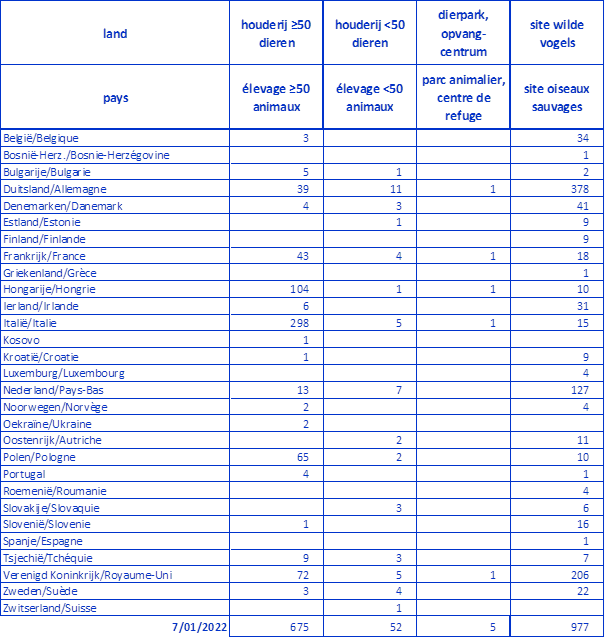 land houderij ≥50 dieren houderij <50 dieren dierpark, opvang-centrum site wilde vogels
pays élevage ≥50 animaux élevage <50 animaux parc animalier, centre de refuge site oiseaux sauvages
België/Belgique 3 34
Bosnië-Herz./Bosnie-Herzégovine 1
Bulgarije/Bulgarie 5 1 2
Duitsland/Allemagne 39 11 1 378
Denemarken/Danemark 4 3 41
Estland/Estonie 1 9
Finland/Finlande 9
Frankrijk/France 43 4 1 18
Griekenland/Grèce 1
Hongarije/Hongrie 104 1 1 10
Ierland/Irlande 6 31
Italië/Italie 298 5 1 15
Kosovo 1
Kroatië/Croatie 1 9
Luxemburg/Luxembourg 4
Nederland/Pays-Bas 13 7 127
Noorwegen/Norvège 2 4
Oekraïne/Ukraine 2
Oostenrijk/Autriche 2 11
Polen/Pologne 65 2 10
Portugal 4 1
Roemenië/Roumanie 4
Slovakije/Slovaquie 3 6
Slovenië/Slovenie 1 16
Spanje/Espagne 1
Tsjechië/Tchéquie 9 3 7
Verenigd Koninkrijk/Royaume-Uni 72 5 1 206
Zweden/Suède 3 4 22
Zwitserland/Suisse 1
7/01/2022 675 52 5 977